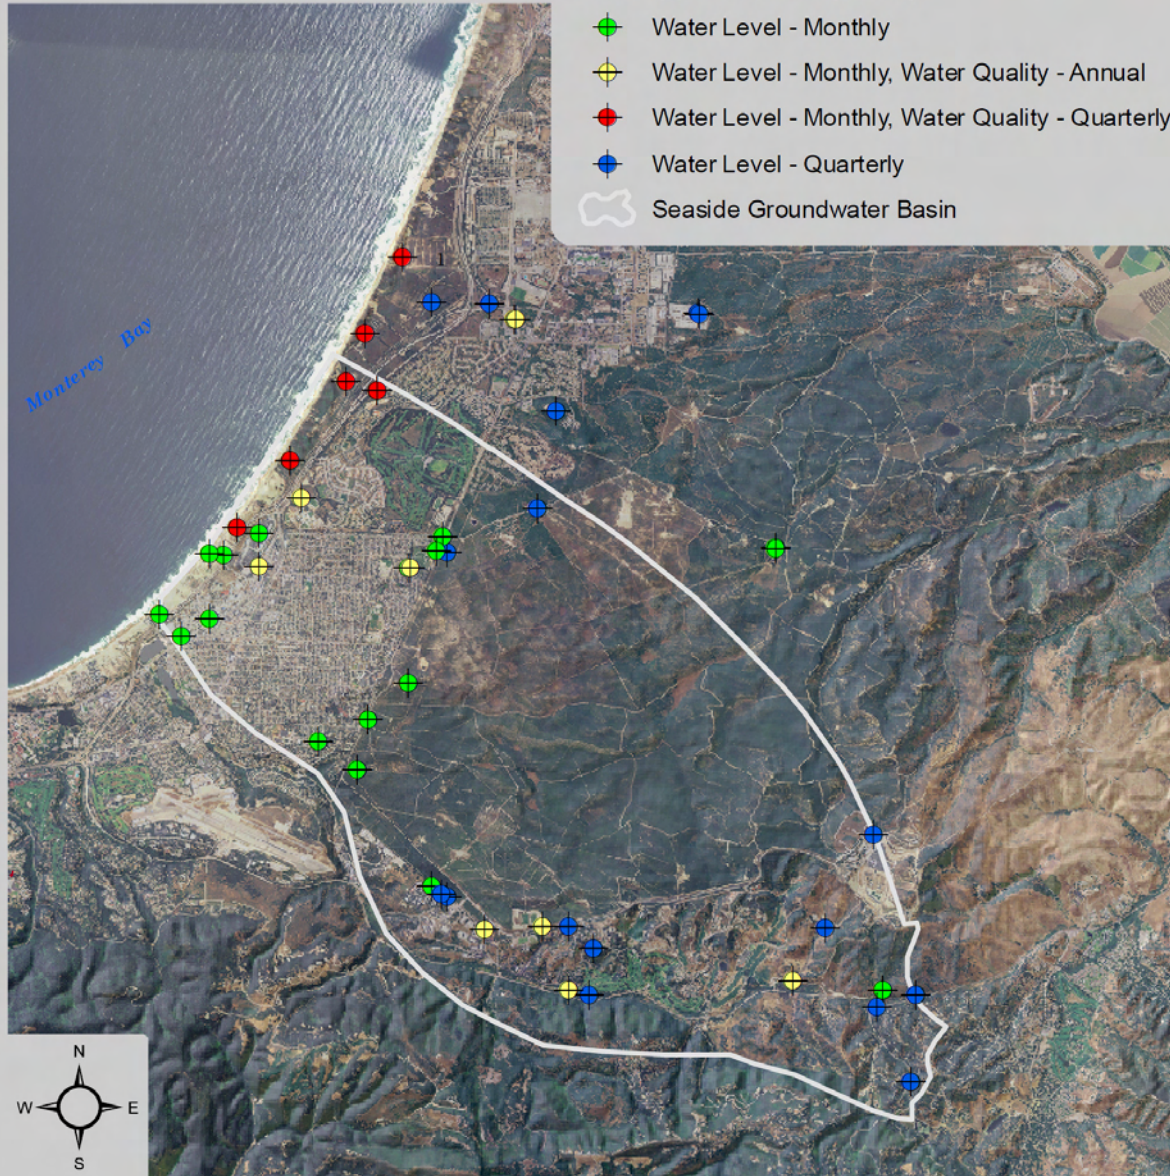 Water Level - Monthly
Water Level - Monthly, Water Quality - Annual
Water Level - Monthly, Water Quality - Quarterly
Water Level - Quarterly
Seaside Groundwater Basin
1
Monterey Bay
N
W E
S